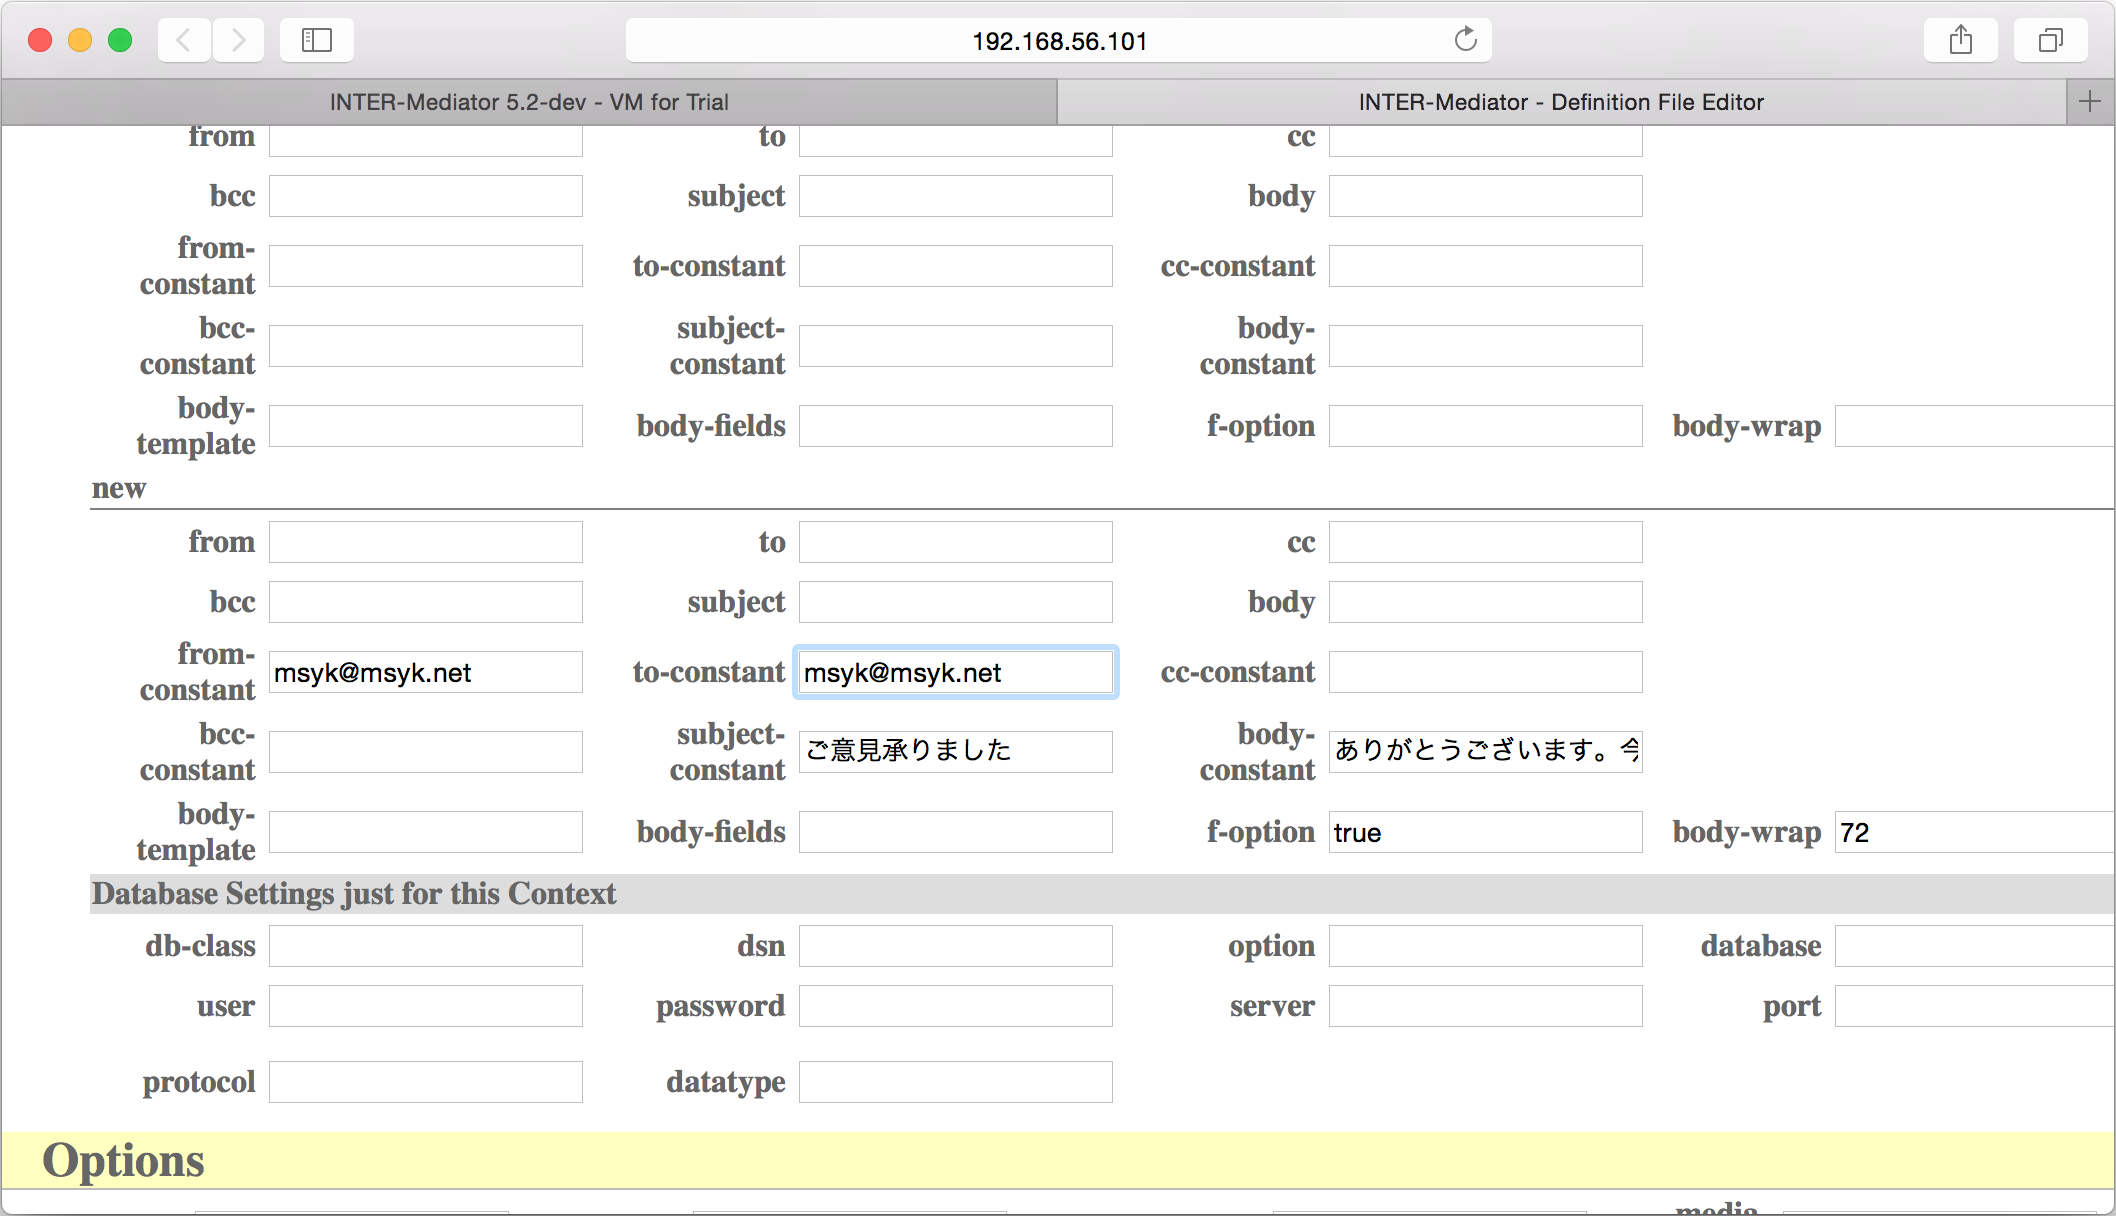 192.168.56.101
INTER-Mediator 5.2-dev - VM for Trial
INTER-Mediator - Definition File Editor
from to cc
bcc subject body
from-constant to-constant cc-constant
bcc-constant subject-constant body-constant
body-template body-fields f-option body-wrap
new
from to cc
bcc subject body
from-constant msyk@msyk.net to-constant msyk@msyk.net cc-constant
bcc-constant subject-constant ご意見承りました body-constant ありがとうございます。今
body-template body-fields f-option true body-wrap 72
Database Settings just for this Context
db-class dsn option database
user password server port
protocol datatype
Options
media